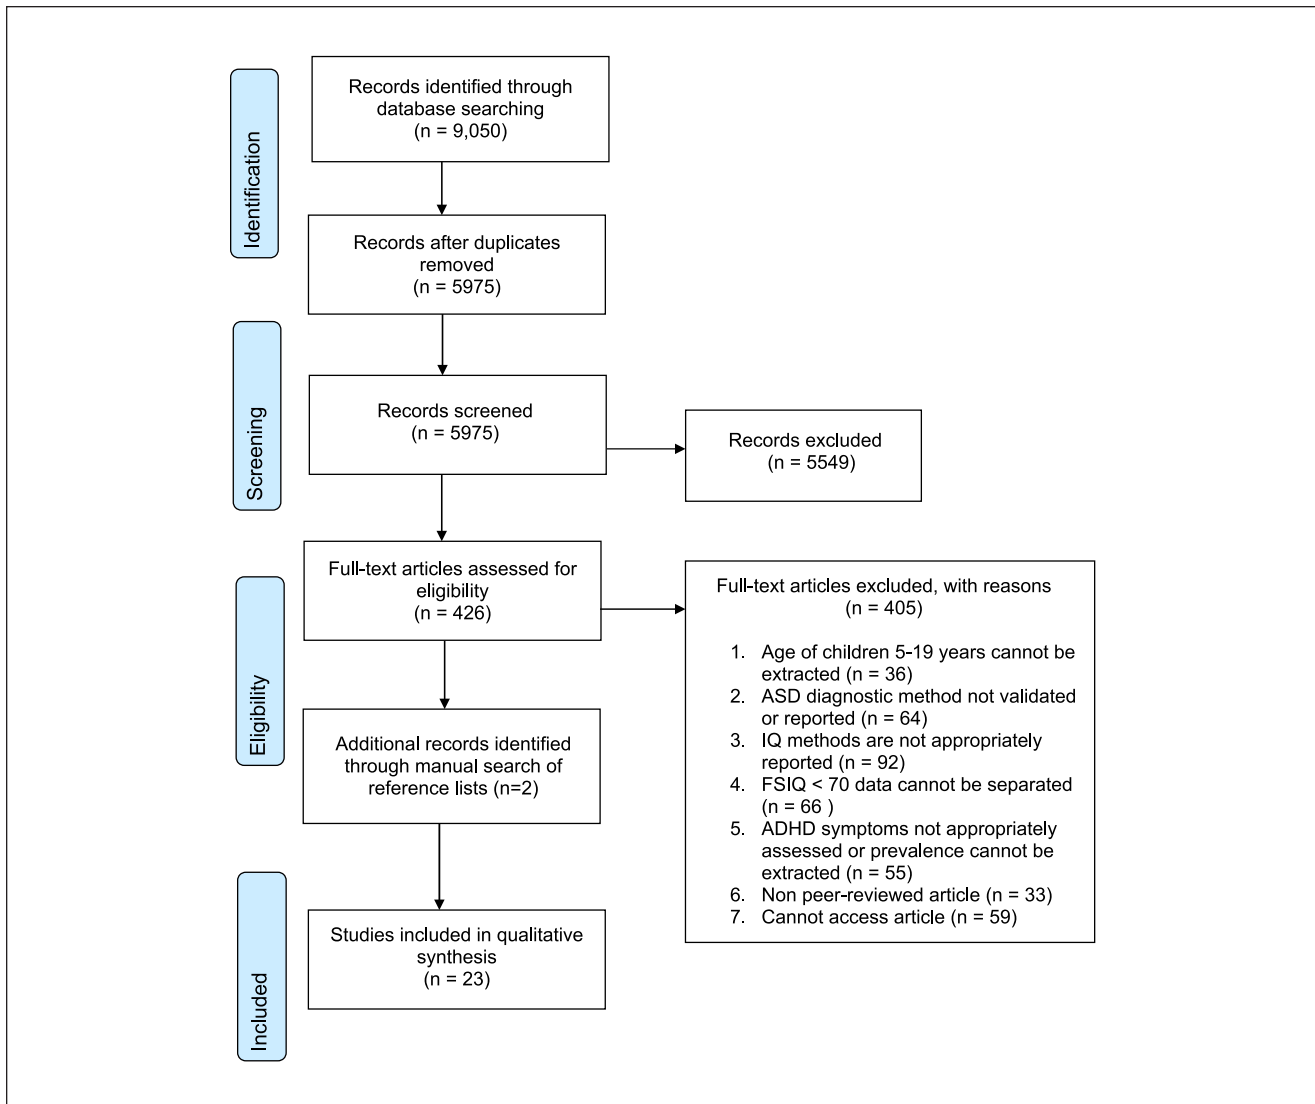 Identification
Records identified through
database searching
(n = 9,050)
Records after duplicates
removed
(n = 5975)
Screening
Records screened
(n = 5975)
Records excluded
(n = 5549)
Eligibility
Full-text articles assessed for
eligibility
(n = 426)
Full-text articles excluded, with reasons
(n = 405)
1. Age of children 5-19 years cannot be
extracted (n = 36)
2. ASD diagnostic method not validated
or reported (n = 64)
3. IQ methods are not appropriately
reported (n = 92)
4. FSIQ < 70 data cannot be separated
(n = 66 )
5. ADHD symptoms not appropriately
assessed or prevalence cannot be
extracted (n = 55)
6. Non peer-reviewed article (n = 33)
7. Cannot access article (n = 59)
Additional records identified
through manual search of
reference lists (n=2)
Included
Studies included in qualitative
synthesis
(n = 23)